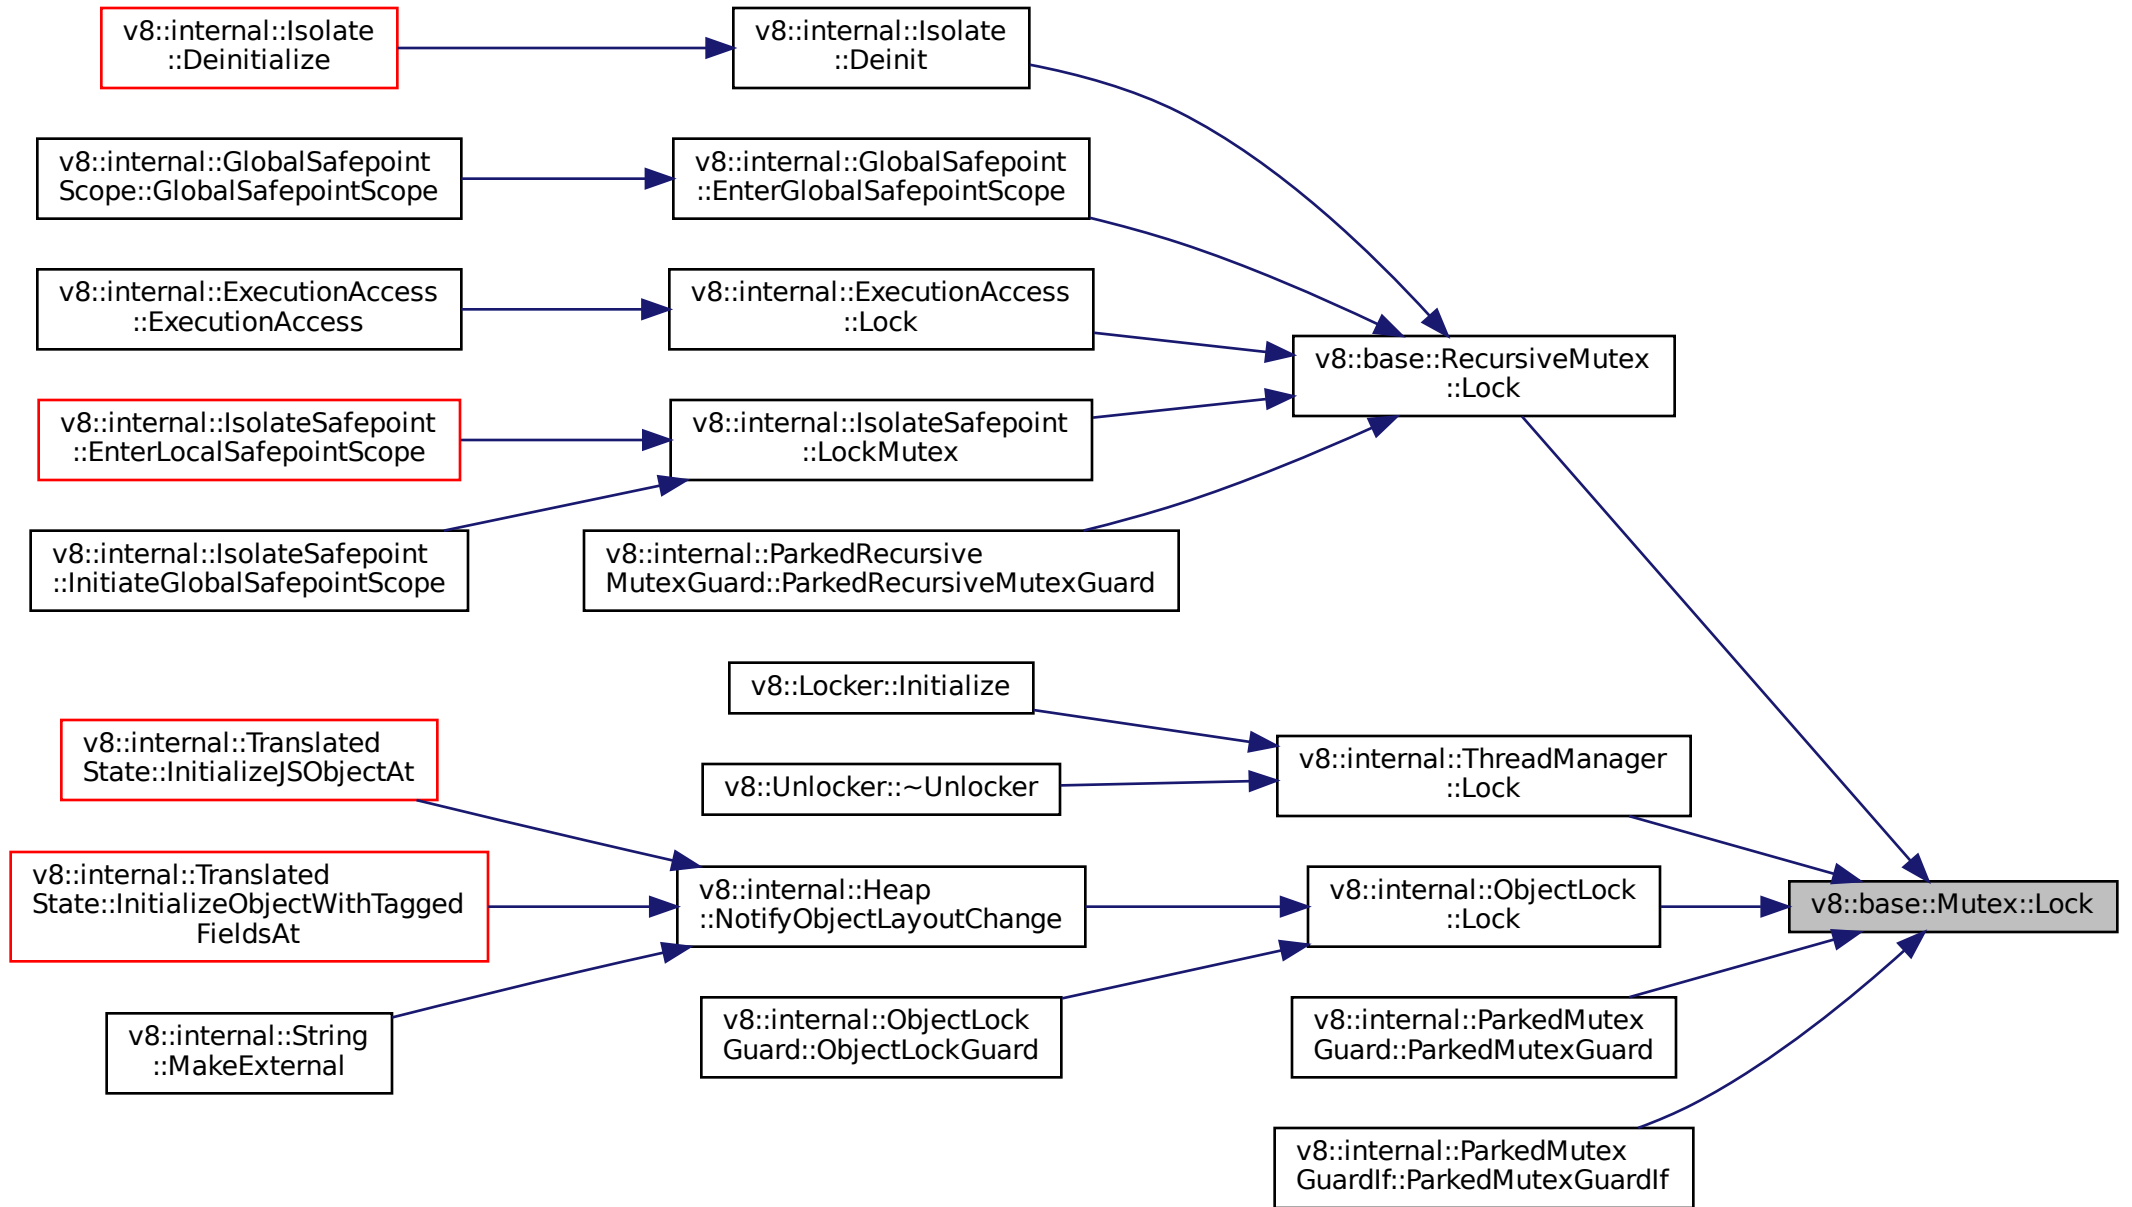 v8::internal::Isolate
::Deinitialize
v8::internal::Isolate
::Deinit
v8::internal::GlobalSafepoint
Scope::GlobalSafepointScope
v8::internal::GlobalSafepoint
::EnterGlobalSafepointScope
v8::internal::ExecutionAccess
::ExecutionAccess
v8::internal::ExecutionAccess
::Lock
v8::base::RecursiveMutex
::Lock
v8::internal::IsolateSafepoint
::EnterLocalSafepointScope
v8::internal::IsolateSafepoint
::LockMutex
v8::internal::IsolateSafepoint
::InitiateGlobalSafepointScope
v8::internal::ParkedRecursive
MutexGuard::ParkedRecursiveMutexGuard
v8::Locker::Initialize
v8::internal::Translated
State::InitializeJSObjectAt
v8::Unlocker::~Unlocker
v8::internal::ThreadManager
::Lock
v8::internal::Translated
State::InitializeObjectWithTagged
FieldsAt
v8::internal::Heap
::NotifyObjectLayoutChange
v8::internal::ObjectLock
::Lock
v8::base::Mutex::Lock
v8::internal::String
::MakeExternal
v8::internal::ObjectLock
Guard::ObjectLockGuard
v8::internal::ParkedMutex
Guard::ParkedMutexGuard
v8::internal::ParkedMutex
GuardIf::ParkedMutexGuardIf